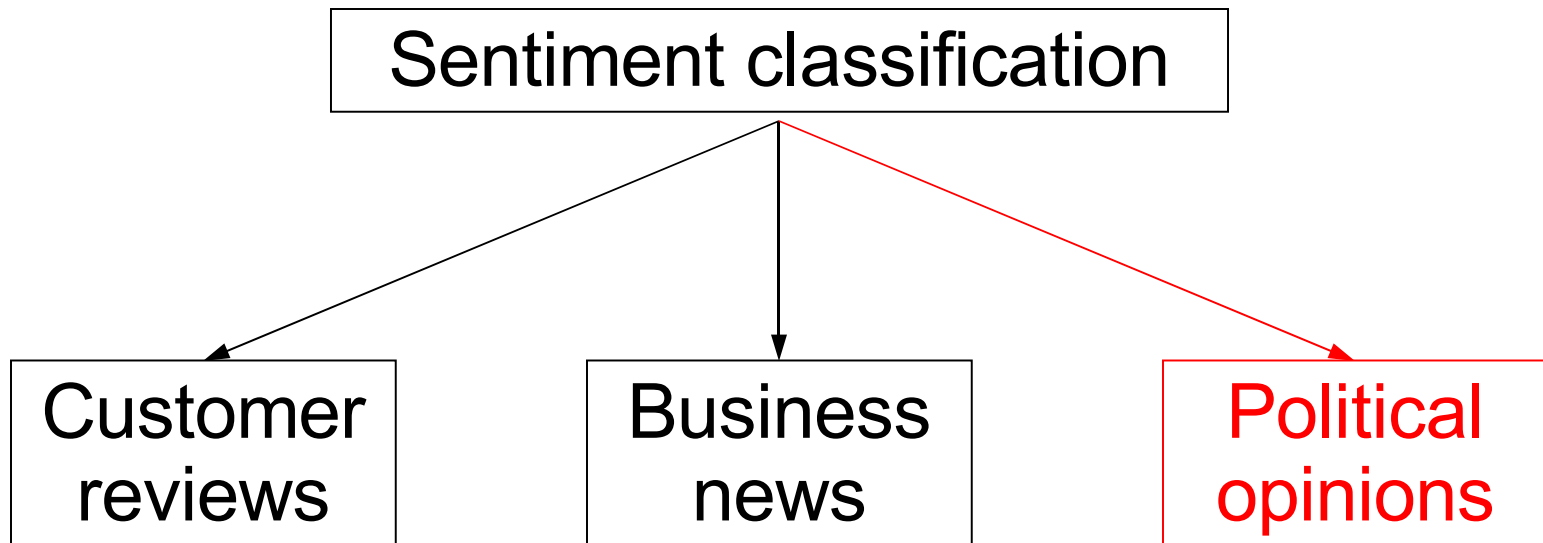 Sentiment classification
Customer
reviews
Business
news
Political
opinions